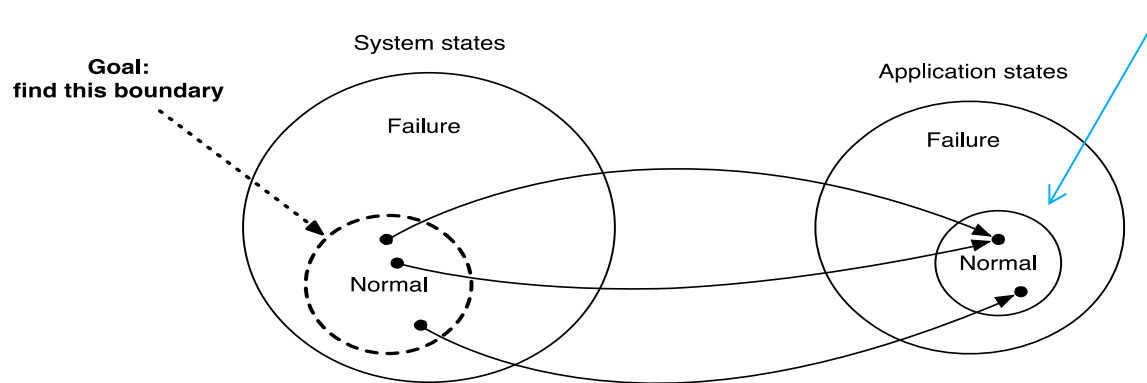 System states
Goal:
find this boundary
Application states
Failure
Failure
Normal
Normal